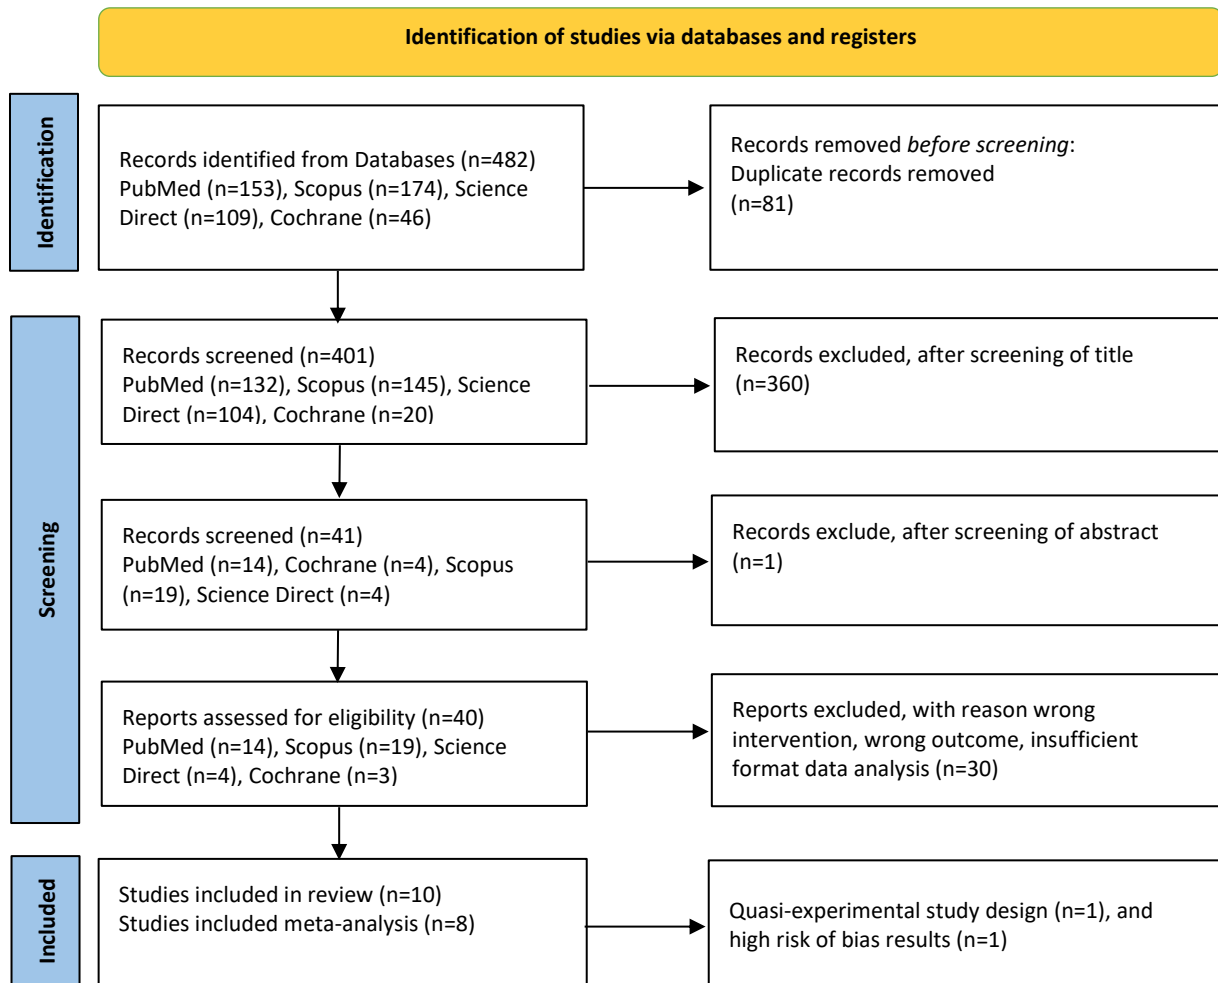 Identification of studies via databases and registers
Identification
Records identified from Databases (n=482)
PubMed (n=153), Scopus (n=174), Science
Direct (n=109), Cochrane (n=46)
Records removed before screening:
Duplicate records removed
(n=81)
Screening
Records screened (n=401)
PubMed (n=132), Scopus (n=145), Science
Direct (n=104), Cochrane (n=20)
Records excluded, after screening of title
(n=360)
Records screened (n=41)
PubMed (n=14), Cochrane (n=4), Scopus
(n=19), Science Direct (n=4)
Records exclude, after screening of abstract
(n=1)
Reports assessed for eligibility (n=40)
PubMed (n=14), Scopus (n=19), Science
Direct (n=4), Cochrane (n=3)
Reports excluded, with reason wrong
intervention, wrong outcome, insufficient
format data analysis (n=30)
Included
Studies included in review (n=10)
Studies included meta-analysis (n=8)
Quasi-experimental study design (n=1), and
high risk of bias results (n=1)